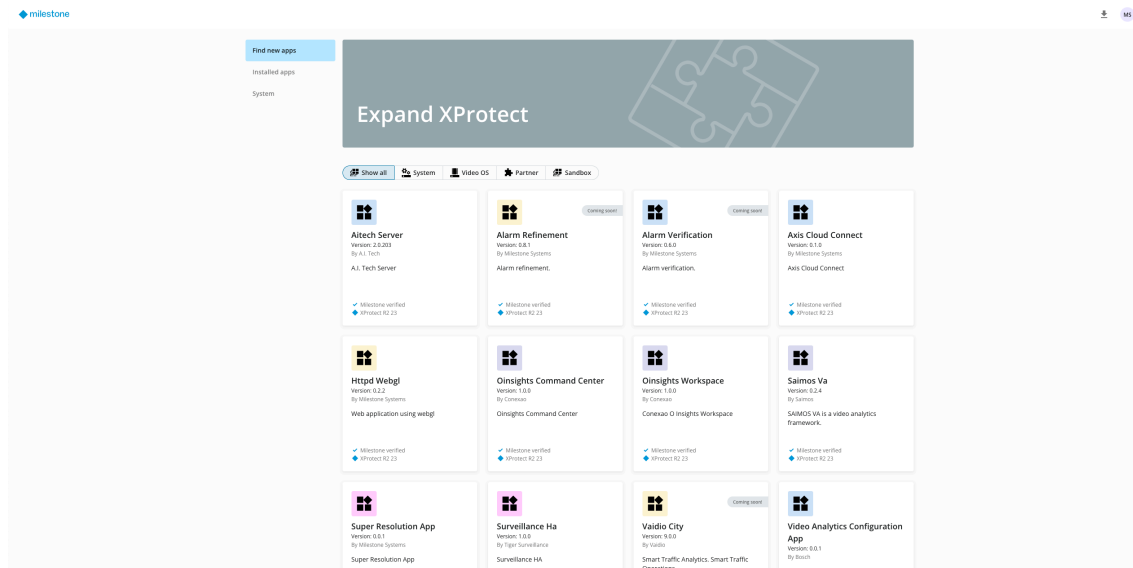 milestone
MS
Find new apps
Installed apps
System
Expand XProtect
Show all
System
Video OS
Partner
Sandbox
Aitech Server
Version: 2.0.203
By A.I. Tech
A.I. Tech Server
Milestone verified
XProtect R2 23
Coming soon!
Alarm Refinement
Version: 0.8.1
By Milestone Systems
Alarm refinement.
Milestone verified
XProtect R2 23
Coming soon!
Alarm Verification
Version: 0.6.0
By Milestone Systems
Alarm verification.
Milestone verified
XProtect R2 23
Axis Cloud Connect
Version: 0.1.0
By Milestone Systems
Axis Cloud Connect
Milestone verified
XProtect R2 23
Httpd Webgl
Version: 0.2.2
By Milestone Systems
Web application using webgl
Milestone verified
XProtect R2 23
Oinsights Command Center
Version: 1.0.0
By Conexao
Oinsights Command Center
Milestone verified
XProtect R2 23
Oinsights Workspace
Version: 1.0.0
By Conexao
Conexao O Insights Workspace
Milestone verified
XProtect R2 23
Saimos Va
Version: 0.2.4
By Saimos
SAIMOS VA is a video analytics
framework.
Milestone verified
XProtect R2 23
Super Resolution App
Version: 0.0.1
By Milestone Systems
Super Resolution App
Surveillance Ha
Version: 1.0.0
By Tiger Surveillance
Surveillance HA
Coming soon!
Vaidio City
Version: 9.0.0
By Vaidio
Smart Traffic Analytics. Smart Traffic
Video Analytics Configuration
App
Version: 0.0.1
By Bosch